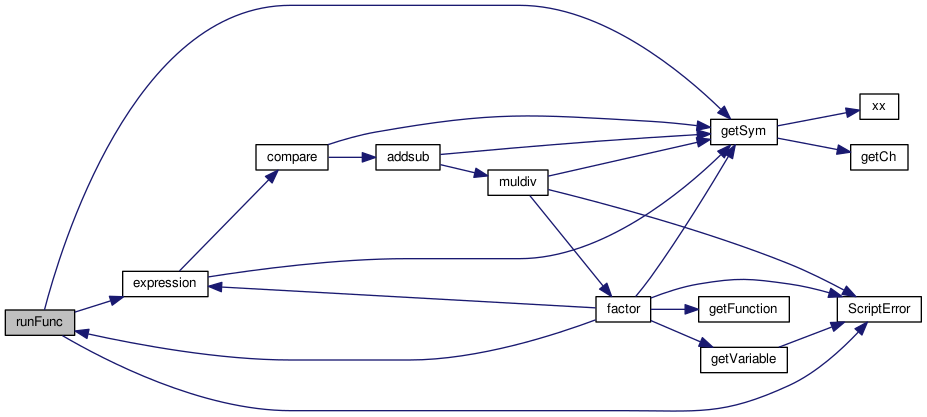 xx
getSym
compare
addsub
getCh
muldiv
expression
factor
getFunction
ScriptError
runFunc
getVariable